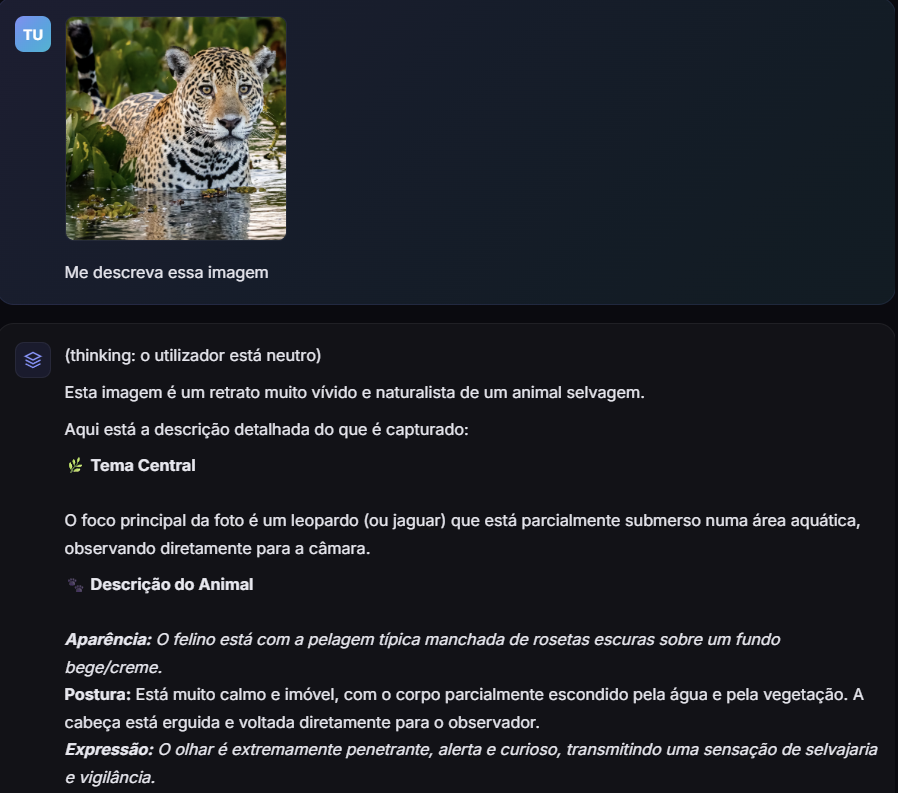 TU
Me descreva essa imagem
(thinking: o utilizador está neutro)
Esta imagem é um retrato muito vívido e naturalista de um animal selvagem.
Aqui está a descrição detalhada do que é capturado:
🌿 Tema Central
O foco principal da foto é um leopardo (ou jaguar) que está parcialmente submerso numa área aquática,
observando diretamente para a câmara.
🐾 Descrição do Animal
Aparência: O felino está com a pelagem típica manchada de rosetas escuras sobre um fundo
bege/creme.
Postura: Está muito calmo e imóvel, com o corpo parcialmente escondido pela água e pela vegetação. A
cabeça está erguida e voltada diretamente para o observador.
Expressão: O olhar é extremamente penetrante, alerta e curioso, transmitindo uma sensação de selvajaria
e vigilância.